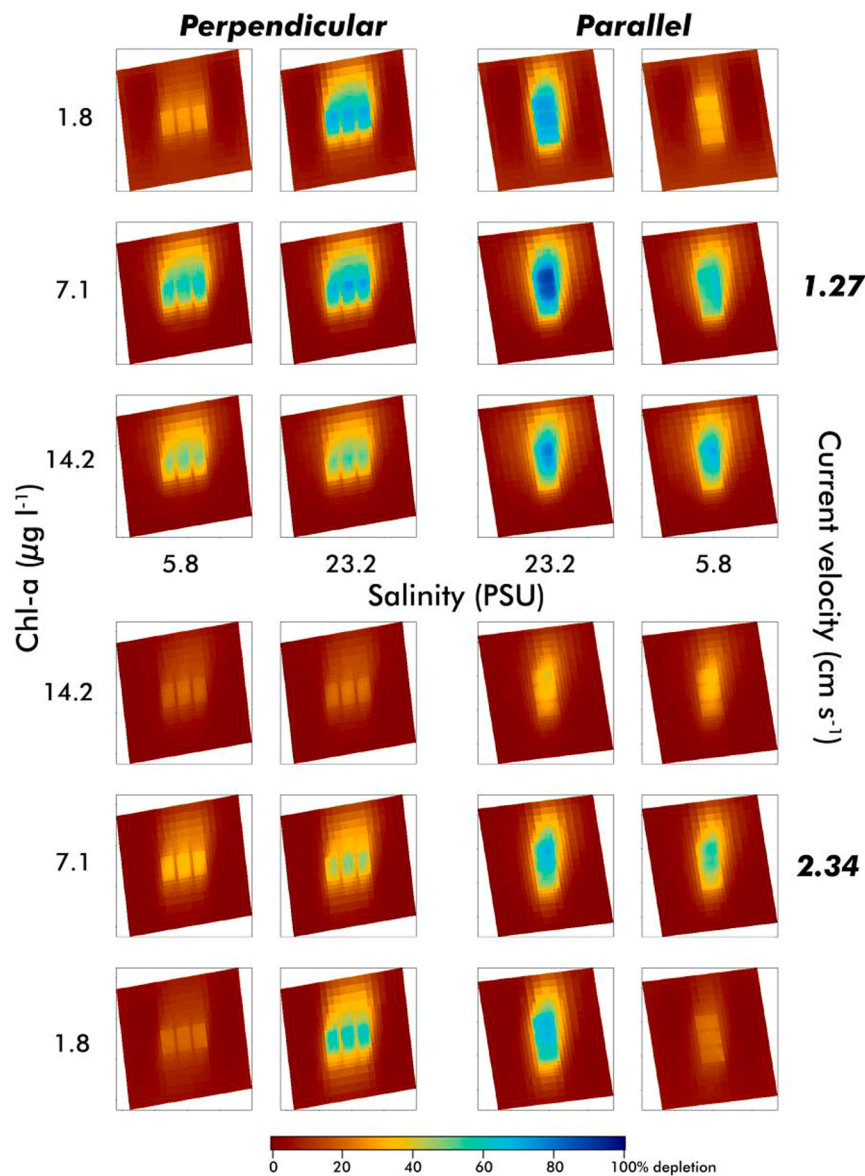 Perpendicular Parallel
1.8
7.1
1.27
14.2
5.8 23.2 23.2 5.8
Salinity (PSU)
Chl-a (µg l-1)
Current velocity (cm s-1)
14.2
7.1
2.34
1.8
0 20 40 60 80 100% depletion